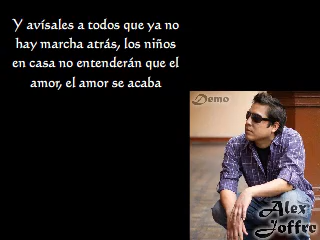 Y avísales a todos que ya no
hay marcha atrás, los niños
en casa no entenderán que el
amor, el amor se acaba
Demo
Alex
Joffre